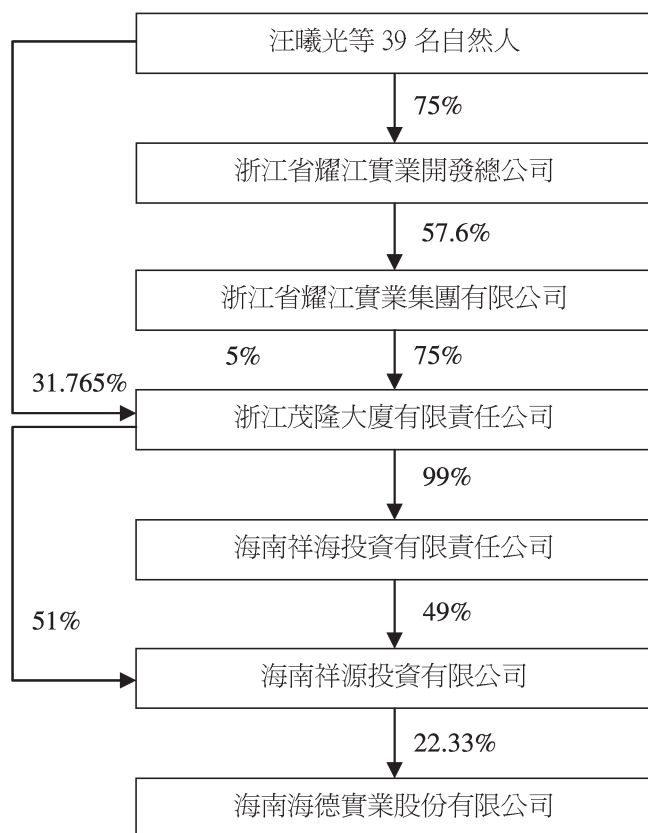 汪曦光等 39 名自然人
75%
浙江省耀江實業開發總公司
57.6%
浙江省耀江實業集團有限公司
5%
75%
31.765%
浙江茂隆大廈有限責任公司
99%
海南祥海投資有限責任公司
49%
51%
海南祥源投資有限公司
22.33%
海南海德實業股份有限公司